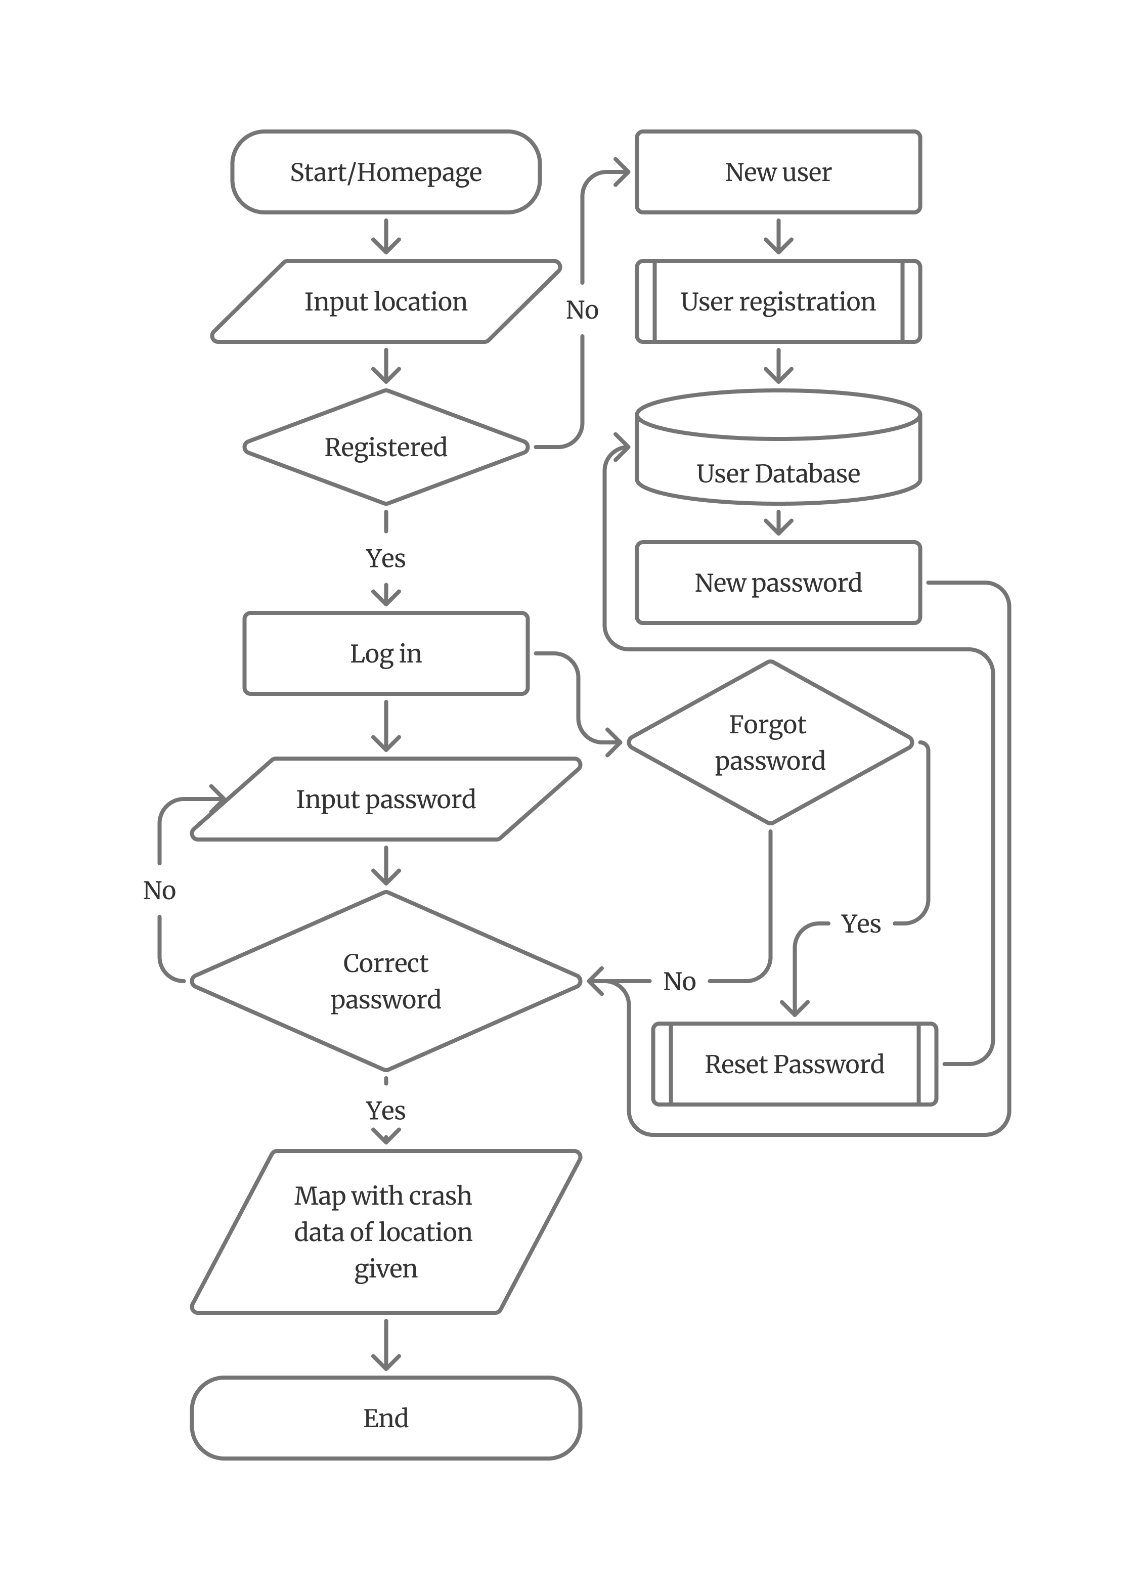 Start/Homepage
New user
Input location
No
User registration
Registered
User Database
Yes
New password
Log in
Forgot
password
Input password
No
Yes
Correct
password
No
Reset Password
Yes
Map with crash
data of location
given
End